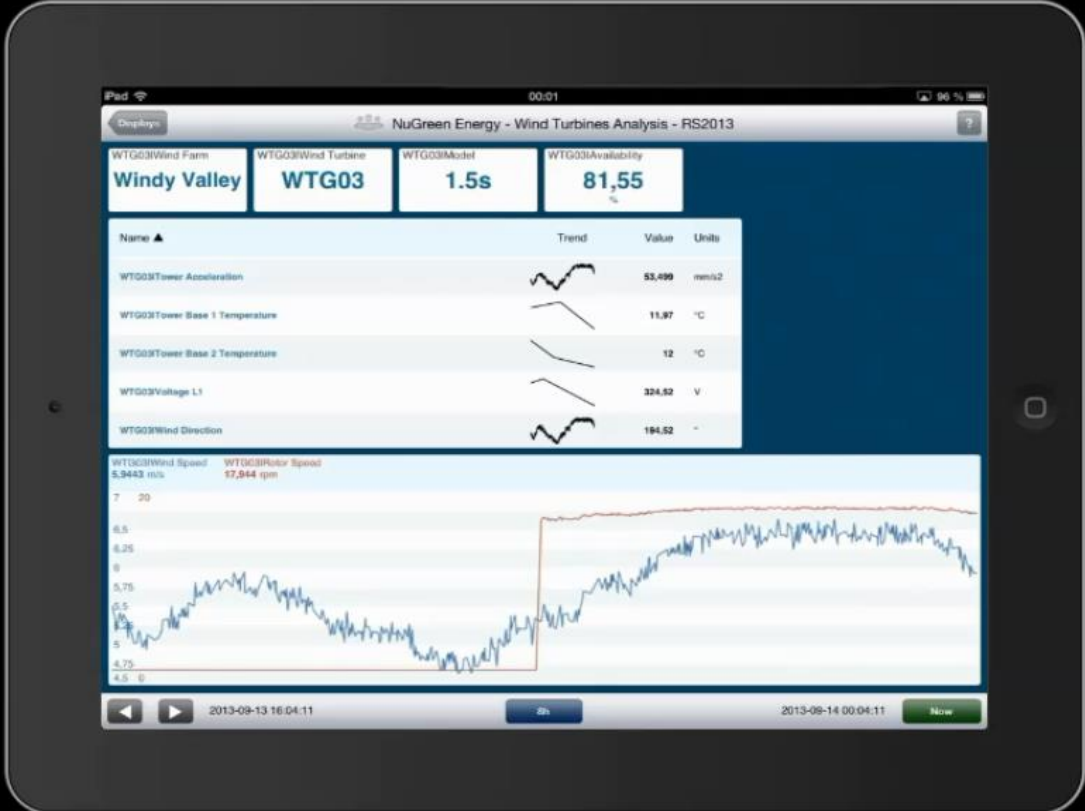 iPad 00:01 96 %
Displays NuGreen Energy - Wind Turbines Analysis - RS2013 ?
WTG03|Wind Farm WTG03|Wind Turbine WTG03|Model WTG03|Availability
Windy Valley WTG03 1.5s 81,55
%
Name ▲ Trend Value Units
WTG03|Tower Acceleration 53,499 mm/s2
WTG03|Tower Base 1 Temperature 11,97 °C
WTG03|Tower Base 2 Temperature 12 °C
WTG03|Voltage L1 324,52 V
WTG03|Wind Direction 194,52 °
WTG03|Wind Speed WTG03|Rotor Speed
5,9443 m/s 17,944 rpm
7 20
6,5
6,25
6
5,75
5,5
5,25
5
4,75
4,5 0
2013-09-13 16:04:11 8h 2013-09-14 00:04:11 Now